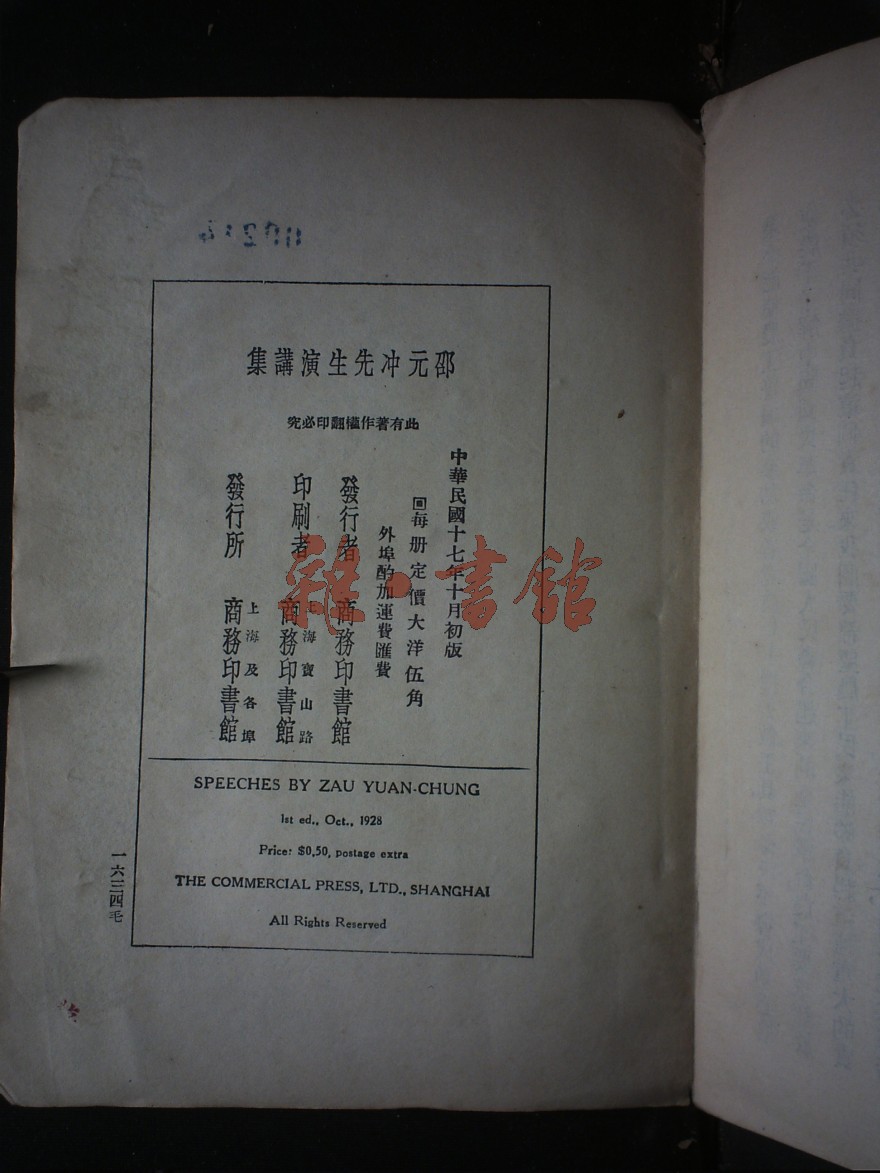 邵元冲先生演講集
此有著作權翻印必究
中華民國十七年十月初版
回每册定價大洋伍角
外埠酌加運費匯費
發行者 商務印書館
印刷者 上海寶山路 商務印書館
發行所 上海及各埠 商務印書館
SPEECHES BY ZAU YUAN-CHUNG
1st ed., Oct., 1928
Price: $0,50, postage extra
THE COMMERCIAL PRESS, LTD., SHANGHAI
All Rights Reserved
一六三四毛
雜·書館